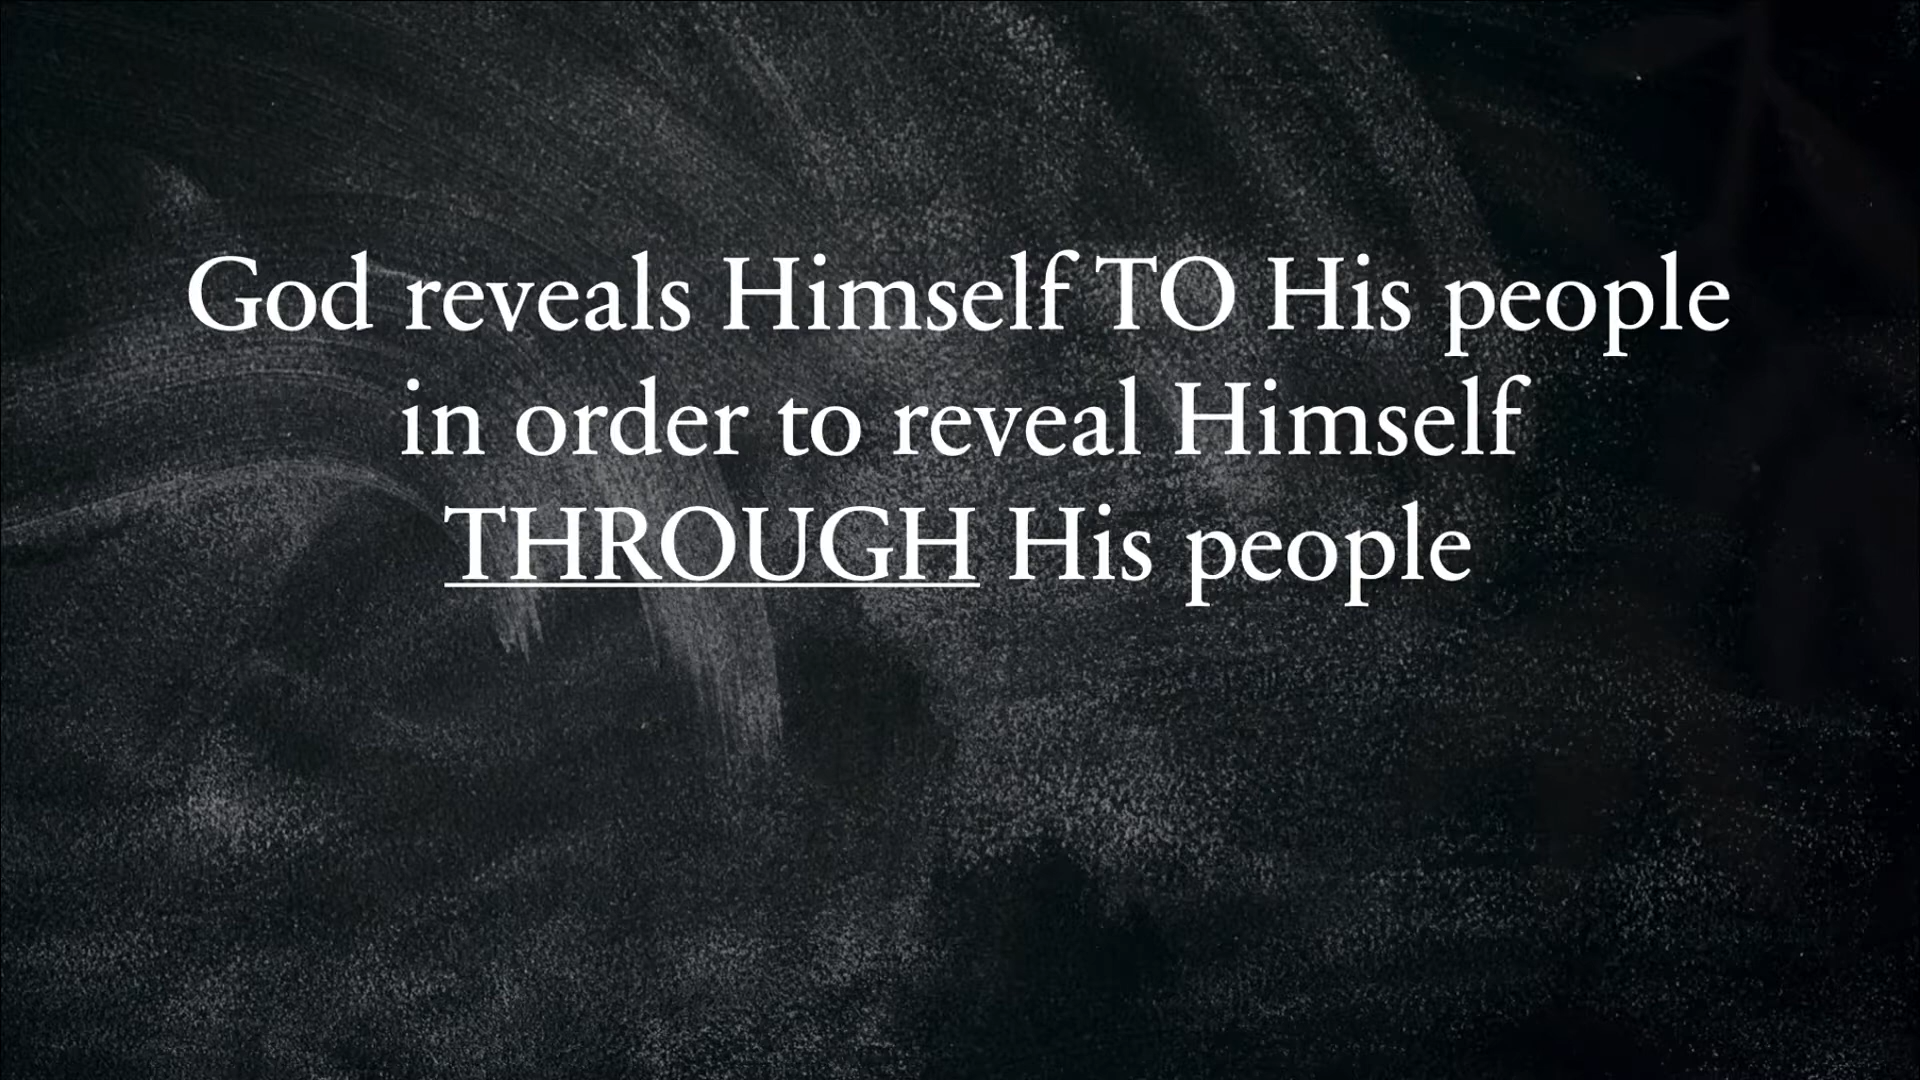 God reveals Himself TO His people
in order to reveal Himself
THROUGH His people